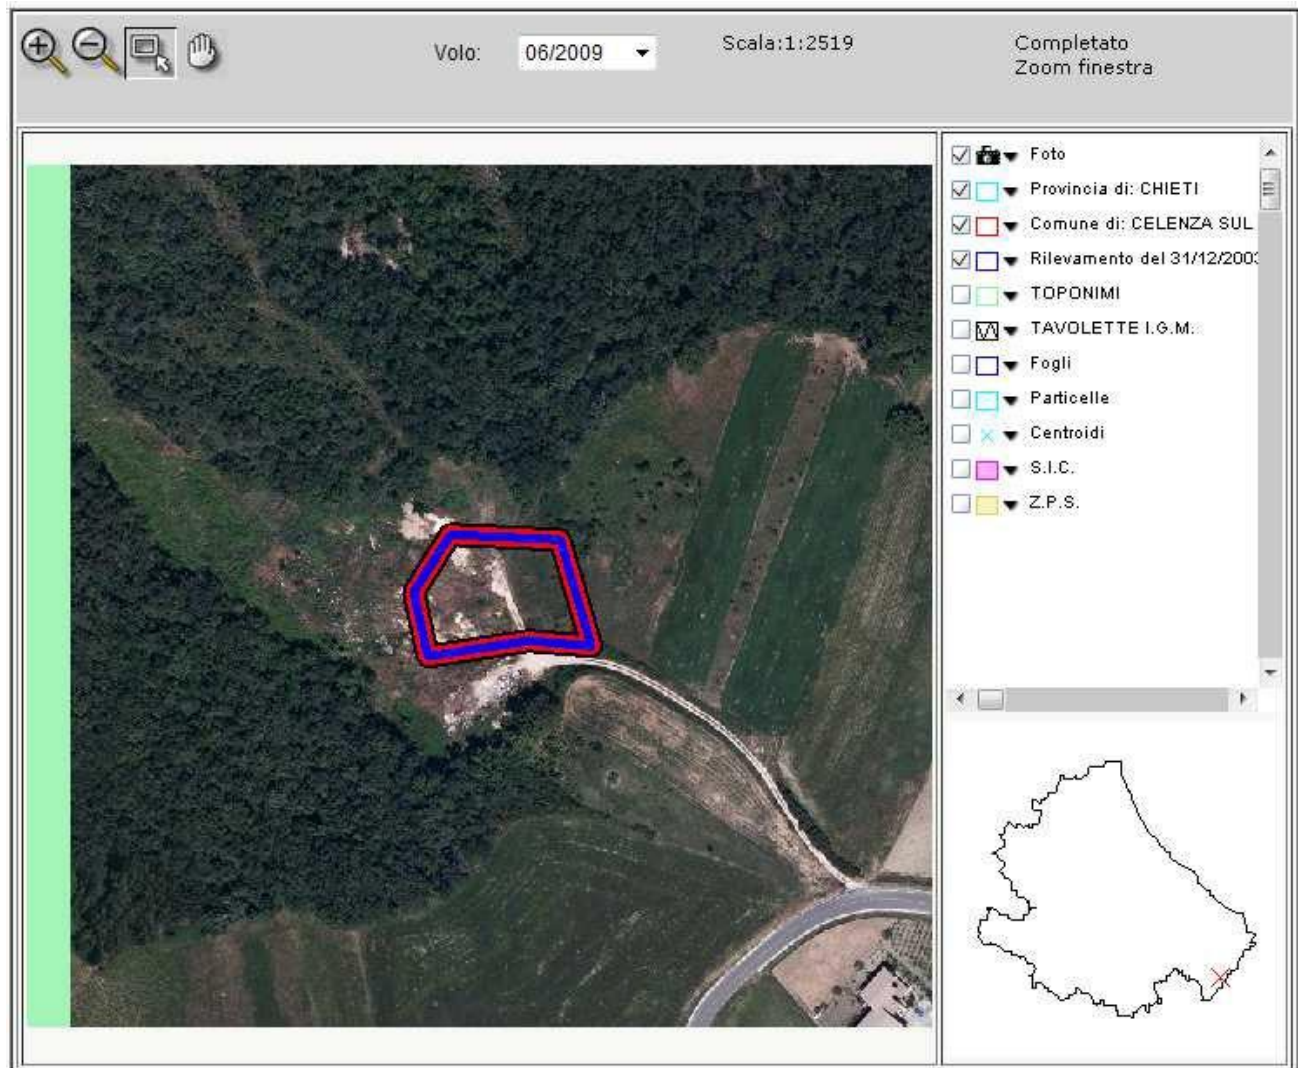 Volo:
06/2009
Scala:1:2519
Completato
Zoom finestra
Foto
Provincia di: CHIETI
Comune di: CELENZA SUL
Rilevamento del 31/12/2003
TOPONIMI
TAVOLETTE I.G.M.
Fogli
Particelle
Centroidi
S.I.C.
Z.P.S.